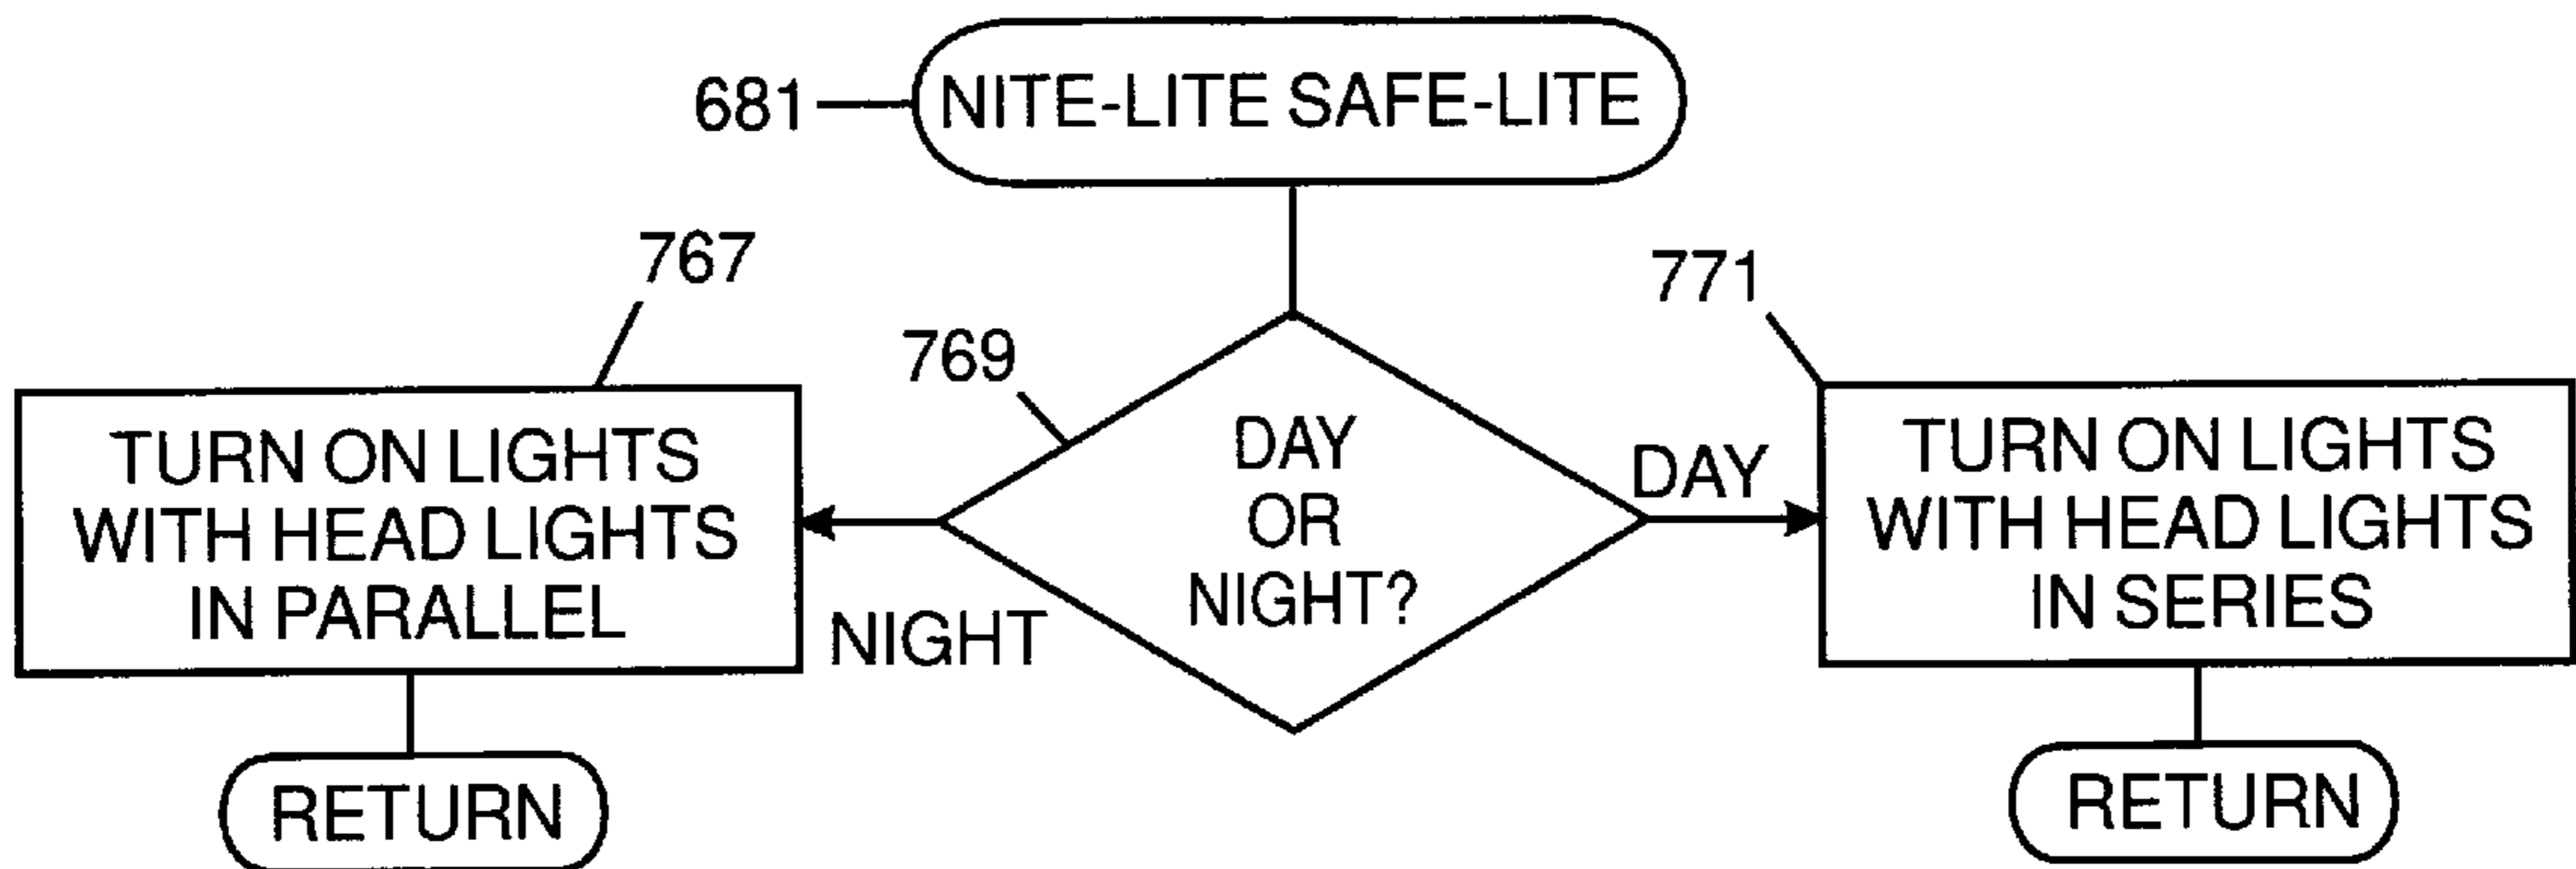 681
NITE-LITE SAFE-LITE
767
769
771
TURN ON LIGHTS
WITH HEAD LIGHTS
IN PARALLEL
NIGHT
DAY
OR
NIGHT?
DAY
TURN ON LIGHTS
WITH HEAD LIGHTS
IN SERIES
RETURN
RETURN